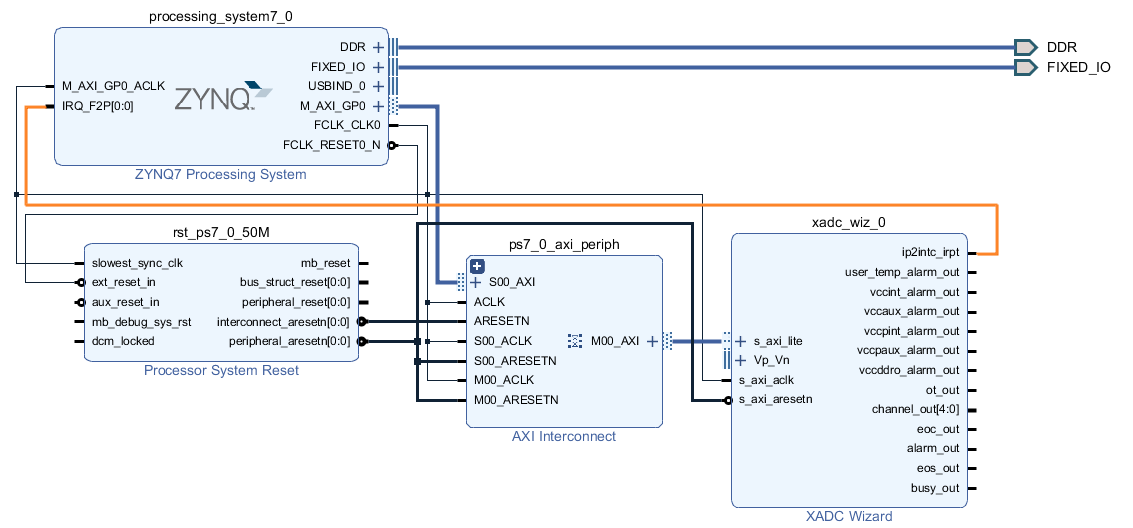 processing_system7_0
DDR
FIXED_IO
USBIND_0
M_AXI_GP0_ACLK
M_AXI_GP0
IRQ_F2P[0:0]
ZYNQ
FCLK_CLK0
FCLK_RESET0_N
ZYNQ7 Processing System
DDR
FIXED_IO
rst_ps7_0_50M
slowest_sync_clk
mb_reset
ext_reset_in
bus_struct_reset[0:0]
aux_reset_in
peripheral_reset[0:0]
mb_debug_sys_rst
interconnect_aresetn[0:0]
dcm_locked
peripheral_aresetn[0:0]
Processor System Reset
ps7_0_axi_periph
S00_AXI
ACLK
ARESETN
S00_ACLK
M00_AXI
S00_ARESETN
M00_ACLK
M00_ARESETN
AXI Interconnect
xadc_wiz_0
ip2intc_irpt
user_temp_alarm_out
vccint_alarm_out
vccaux_alarm_out
vccpint_alarm_out
s_axi_lite
vccpaux_alarm_out
Vp_Vn
vccddro_alarm_out
s_axi_aclk
ot_out
s_axi_aresetn
channel_out[4:0]
eoc_out
alarm_out
eos_out
busy_out
XADC Wizard